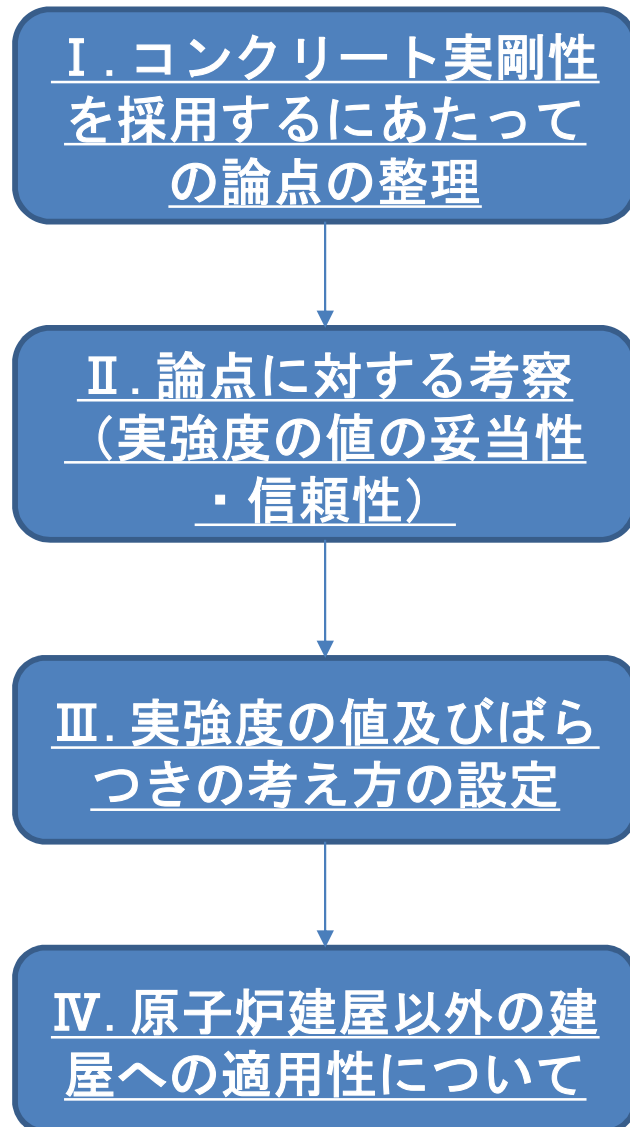 Ⅰ．コンクリート実剛性
を採用するにあたって
の論点の整理
Ⅱ．論点に対する考察
（実強度の値の妥当性
・信頼性）
Ⅲ．実強度の値及びばら
つきの考え方の設定
Ⅳ．原子炉建屋以外の建
屋への適用性について